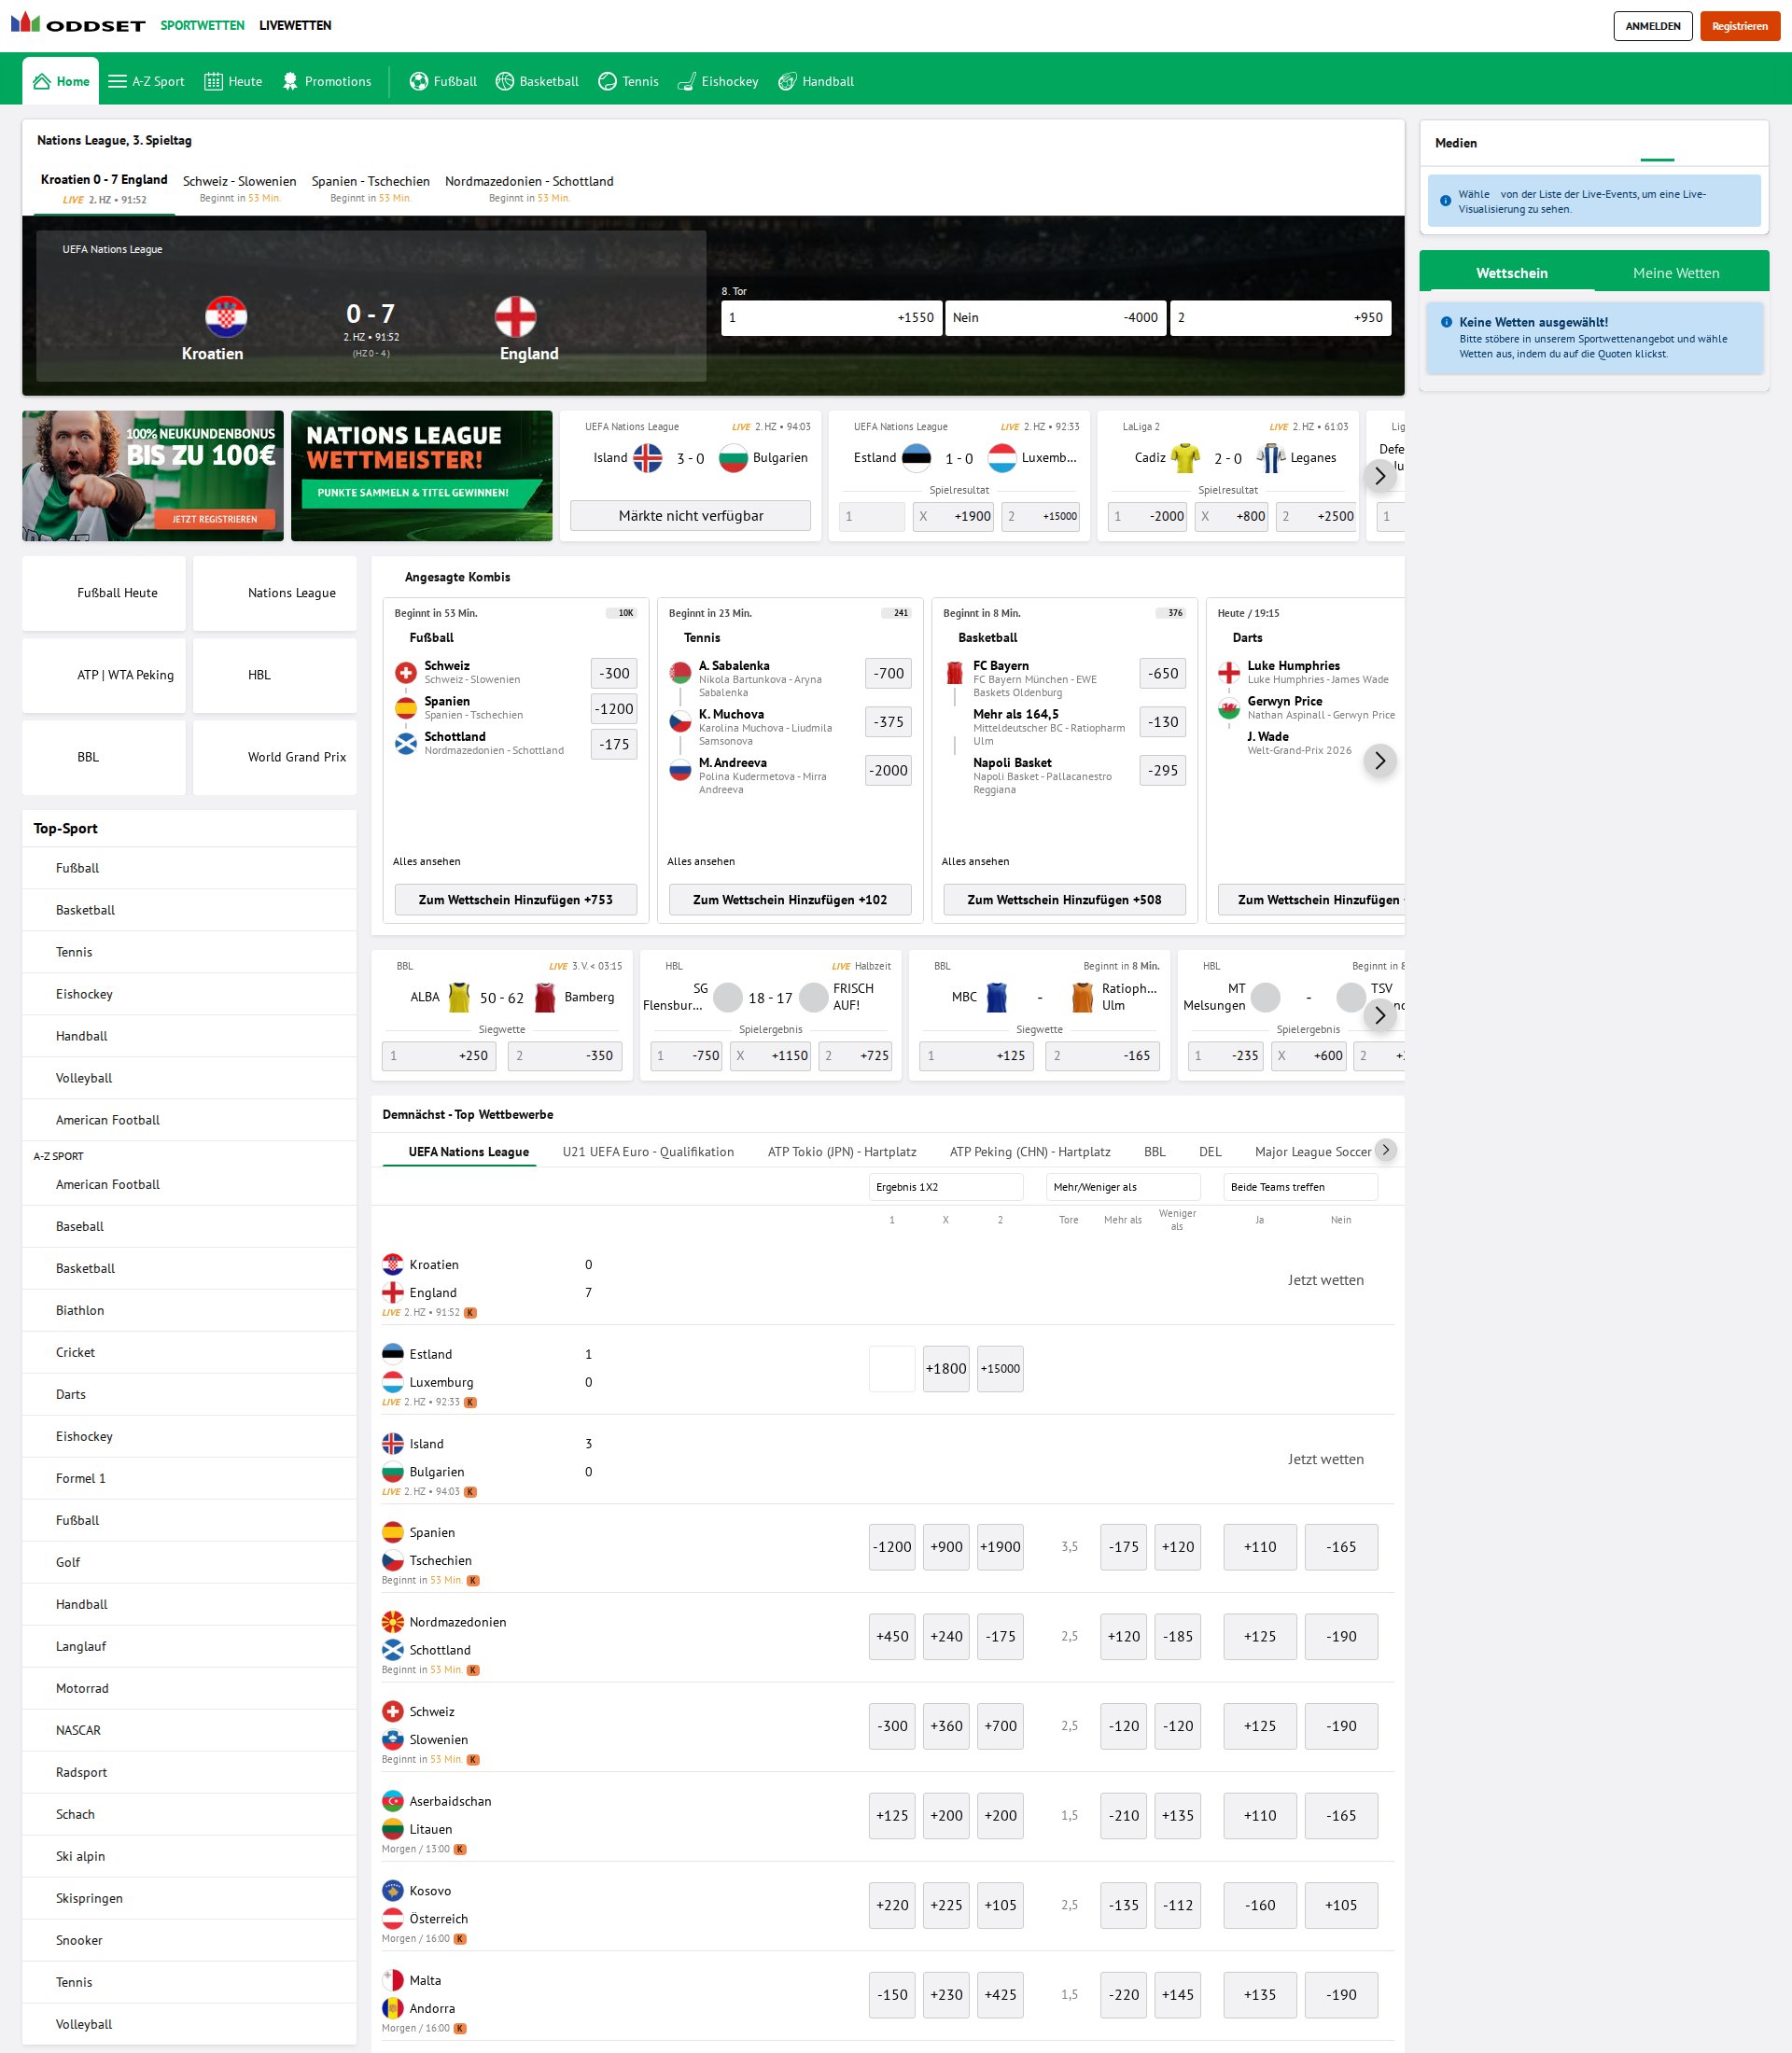 ODDSET SPORTWETTEN LIVEWETTEN ANMELDEN Registrieren
Home A-Z Sport Heute Promotions Fußball Basketball Tennis Eishockey Handball
Nations League, 3. Spieltag
Kroatien 0 - 7 England Schweiz - Slowenien Spanien - Tschechien Nordmazedonien - Schottland
LIVE 2. HZ • 91:52 Beginnt in 53 Min. Beginnt in 53 Min. Beginnt in 53 Min.
UEFA Nations League
0 - 7
2. HZ • 91:52
(HZ 0 - 4)
Kroatien England
8. Tor
1 +1550 Nein -4000 2 +950
Medien
Wähle von der Liste der Live-Events, um eine Live-
Visualisierung zu sehen.
Wettschein Meine Wetten
Keine Wetten ausgewählt!
Bitte stöbere in unserem Sportwettenangebot und wähle
Wetten aus, indem du auf die Quoten klickst.
100% NEUKUNDENBONUS
BIS ZU 100€
JETZT REGISTRIEREN
NATIONS LEAGUE
WETTMEISTER!
PUNKTE SAMMELN & TITEL GEWINNEN!
UEFA Nations League LIVE 2. HZ • 94:03
Island 3 - 0 Bulgarien
Märkte nicht verfügbar
UEFA Nations League LIVE 2. HZ • 92:33
Estland 1 - 0 Luxemb...
Spielresultat
1 X +1900 2 +15000
LaLiga 2 LIVE 2. HZ • 61:03
Cadiz 2 - 0 Leganes
Spielresultat
1 -2000 X +800 2 +2500
Lig
Defe
Ju
1
Fußball Heute Nations League
ATP | WTA Peking HBL
BBL World Grand Prix
Top-Sport
Fußball
Basketball
Tennis
Eishockey
Handball
Volleyball
American Football
A-Z SPORT
American Football
Baseball
Basketball
Biathlon
Cricket
Darts
Eishockey
Formel 1
Fußball
Golf
Handball
Langlauf
Motorrad
NASCAR
Radsport
Schach
Ski alpin
Skispringen
Snooker
Tennis
Volleyball
Angesagte Kombis
Beginnt in 53 Min. 10K
Fußball
Schweiz -300
Schweiz - Slowenien
Spanien -1200
Spanien - Tschechien
Schottland -175
Nordmazedonien - Schottland
Alles ansehen
Zum Wettschein Hinzufügen +753
Beginnt in 23 Min. 241
Tennis
A. Sabalenka -700
Nikola Bartunkova - Aryna
Sabalenka
K. Muchova -375
Karolina Muchova - Liudmila
Samsonova
M. Andreeva -2000
Polina Kudermetova - Mirra
Andreeva
Alles ansehen
Zum Wettschein Hinzufügen +102
Beginnt in 8 Min. 376
Basketball
FC Bayern -650
FC Bayern München - EWE
Baskets Oldenburg
Mehr als 164,5 -130
Mitteldeutscher BC - Ratiopharm
Ulm
Napoli Basket -295
Napoli Basket - Pallacanestro
Reggiana
Alles ansehen
Zum Wettschein Hinzufügen +508
Heute / 19:15
Darts
Luke Humphries
Luke Humphries - James Wade
Gerwyn Price
Nathan Aspinall - Gerwyn Price
J. Wade
Welt-Grand-Prix 2026
Zum Wettschein Hinzufügen
BBL LIVE 3. V. < 03:15
ALBA 50 - 62 Bamberg
Siegwette
1 +250 2 -350
HBL LIVE Halbzeit
SG Flensbur... 18 - 17 FRISCH AUF!
Spielergebnis
1 -750 X +1150 2 +725
BBL Beginnt in 8 Min.
MBC - Ratioph... Ulm
Siegwette
1 +125 2 -165
HBL Beginnt in 8
MT Melsungen - TSV
Spielergebnis
1 -235 X +600 2
Demnächst - Top Wettbewerbe
UEFA Nations League U21 UEFA Euro - Qualifikation ATP Tokio (JPN) - Hartplatz ATP Peking (CHN) - Hartplatz BBL DEL Major League Soccer
Ergebnis 1X2 Mehr/Weniger als Beide Teams treffen
1 X 2 Tore Mehr als Weniger als Ja Nein
Kroatien 0
England 7
Jetzt wetten
LIVE 2. HZ • 91:52 K
Estland 1
Luxemburg 0
+1800 +15000
LIVE 2. HZ • 92:33 K
Island 3
Bulgarien 0
Jetzt wetten
LIVE 2. HZ • 94:03 K
Spanien
Tschechien
-1200 +900 +1900 3,5 -175 +120 +110 -165
Beginnt in 53 Min. K
Nordmazedonien
Schottland
+450 +240 -175 2,5 +120 -185 +125 -190
Beginnt in 53 Min. K
Schweiz
Slowenien
-300 +360 +700 2,5 -120 -120 +125 -190
Beginnt in 53 Min. K
Aserbaidschan
Litauen
+125 +200 +200 1,5 -210 +135 +110 -165
Morgen / 13:00 K
Kosovo
Österreich
+220 +225 +105 2,5 -135 -112 -160 +105
Morgen / 16:00 K
Malta
Andorra
-150 +230 +425 1,5 -220 +145 +135 -190
Morgen / 16:00 K